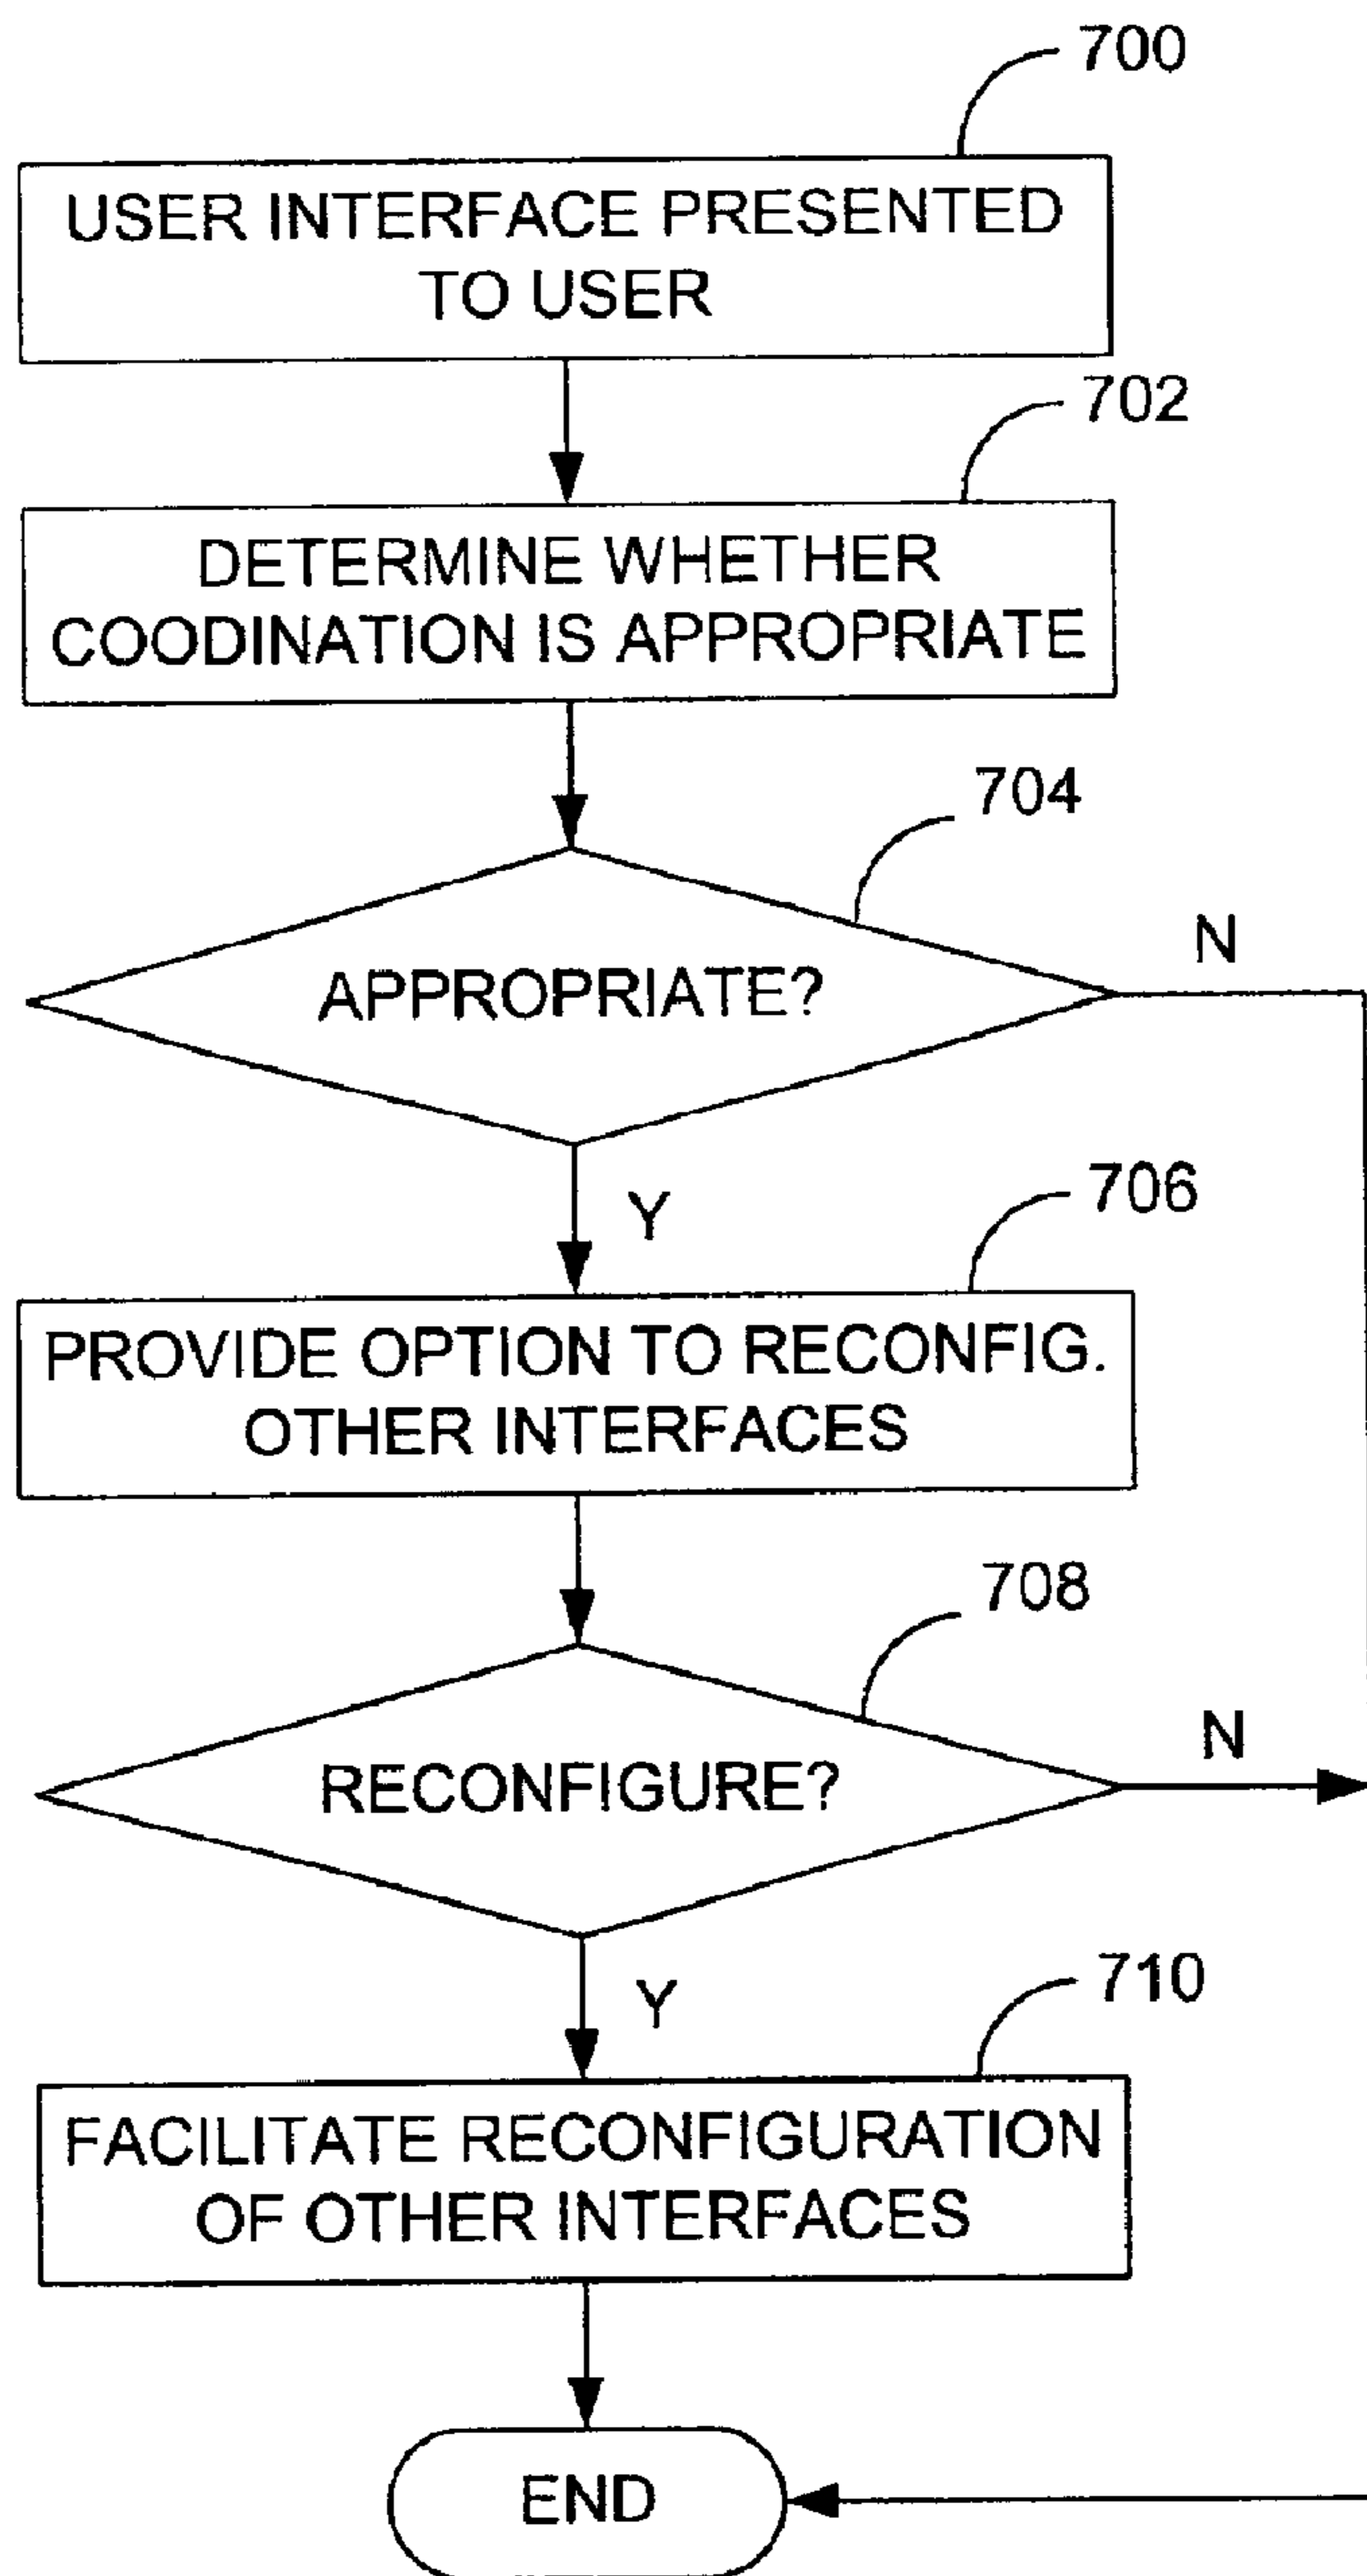 700
USER INTERFACE PRESENTED
TO USER
702
DETERMINE WHETHER
COODINATION IS APPROPRIATE
704
APPROPRIATE?
N
Y
706
PROVIDE OPTION TO RECONFIG.
OTHER INTERFACES
708
RECONFIGURE?
N
Y
710
FACILITATE RECONFIGURATION
OF OTHER INTERFACES
END